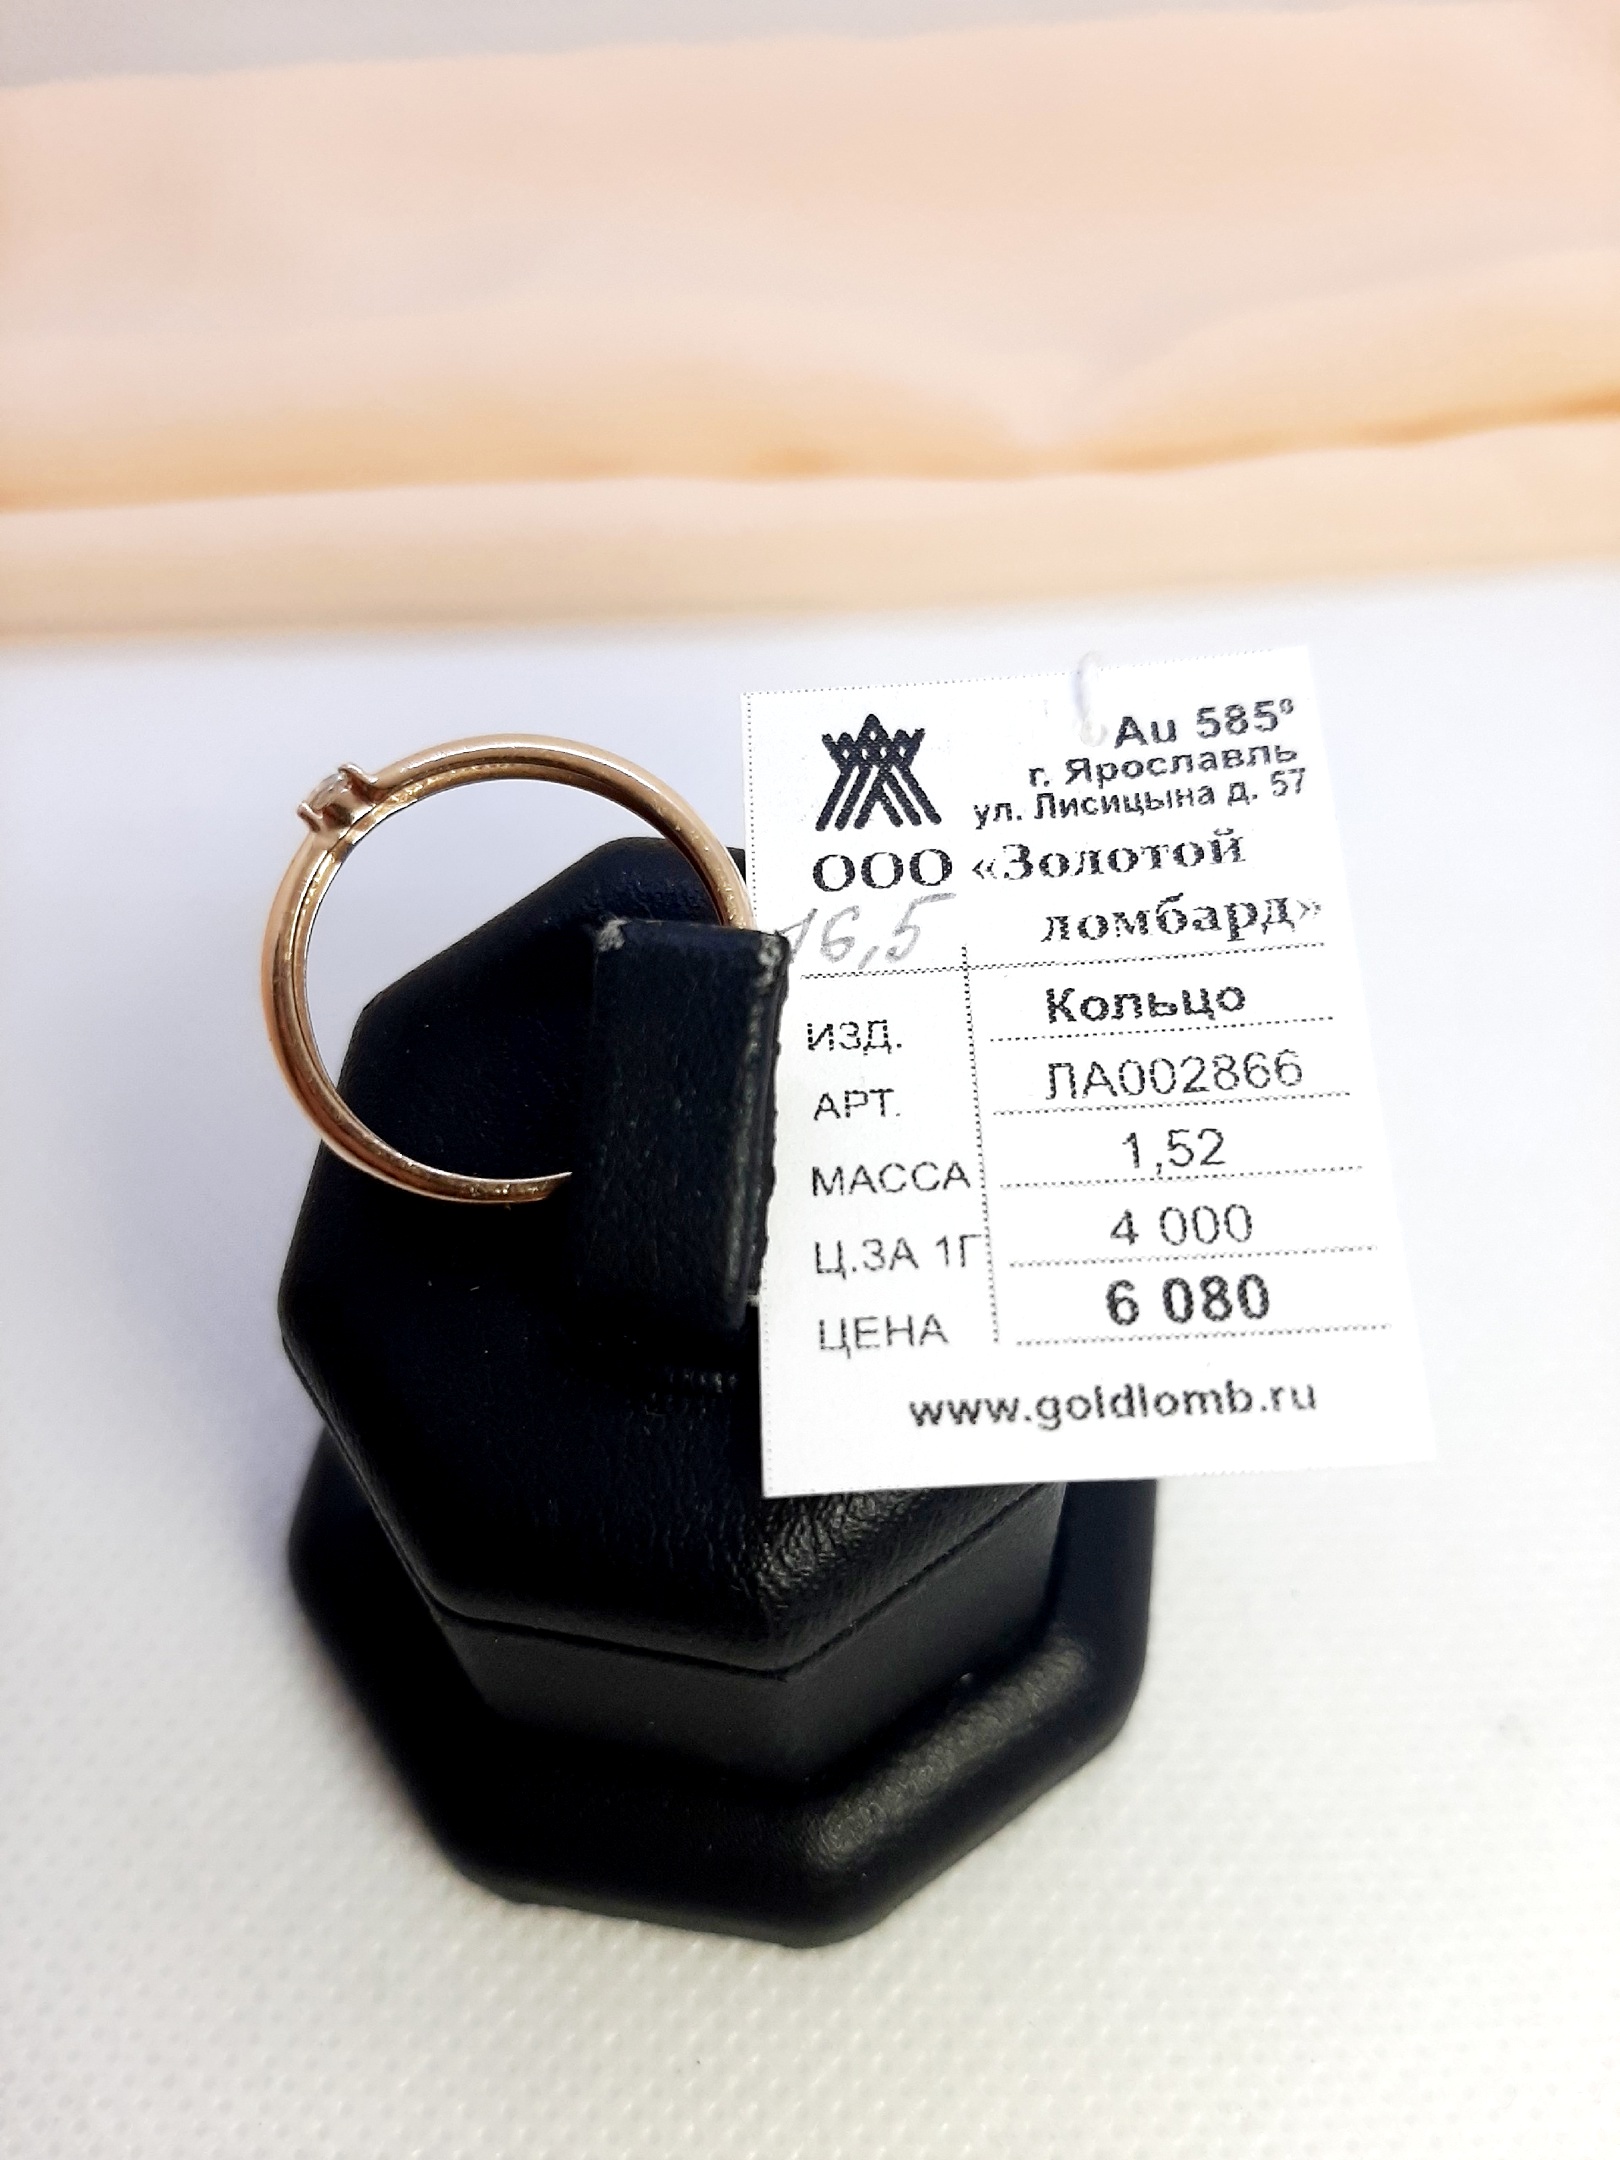 Au 585°
г. Ярославль
ул. Лисицына д. 57
ООО «Золотой
ломбард»
16,5
ИЗД. Кольцо
АРТ. ЛА002866
МАССА 1,52
Ц.ЗА 1Г 4 000
ЦЕНА 6 080
www.goldlomb.ru